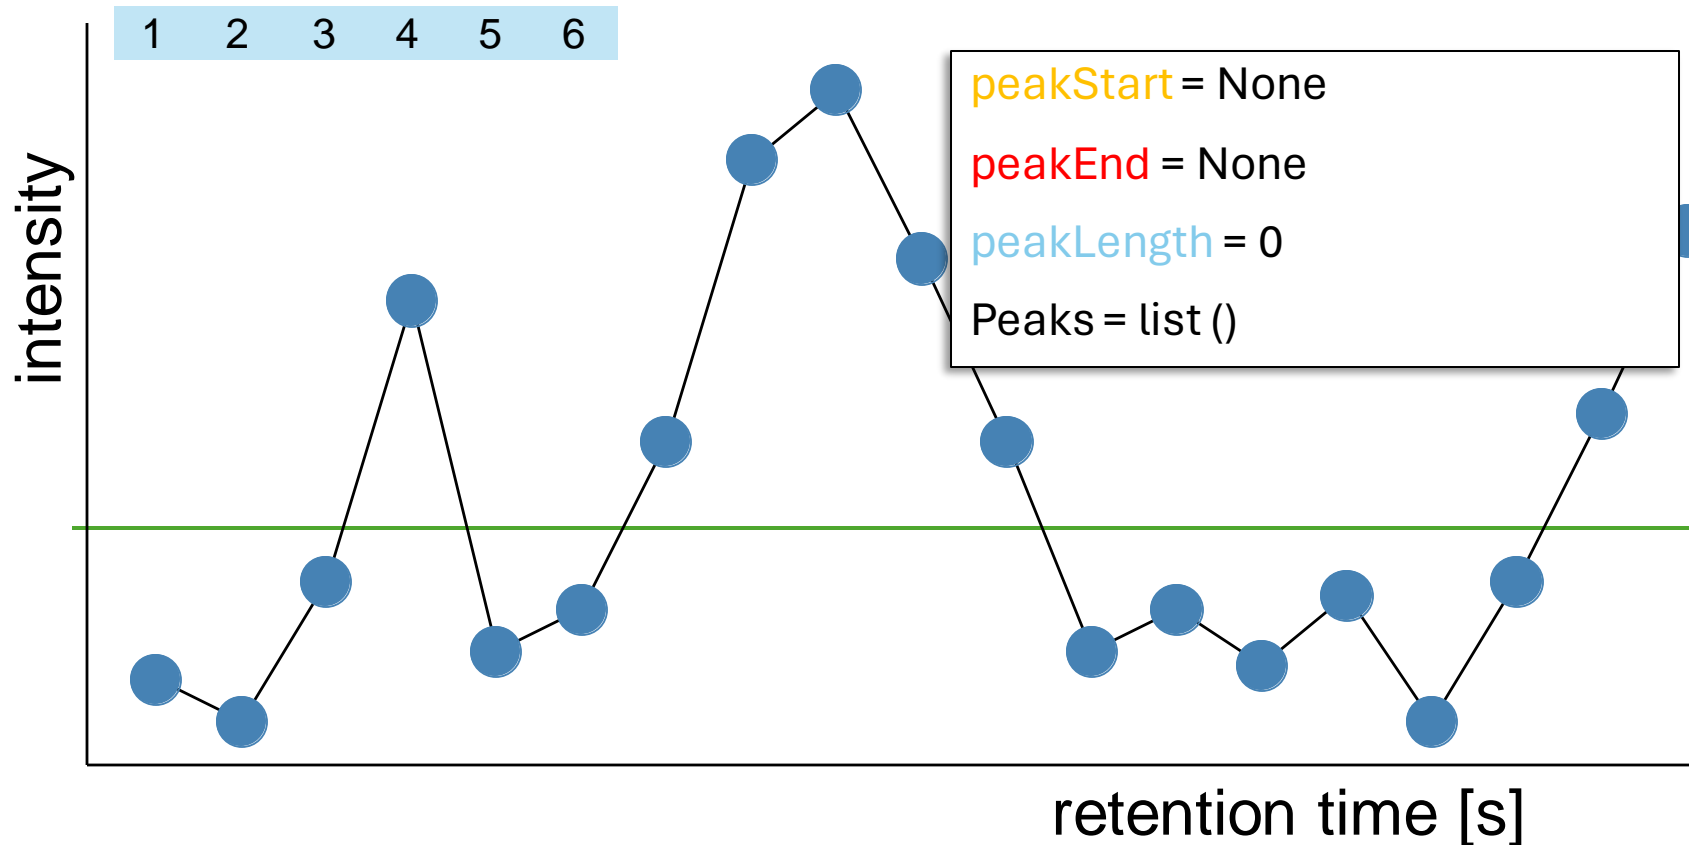 1 2 3 4 5 6
peakStart = None
peakEnd = None
peakLength = 0
Peaks = list ()
intensity
retention time [s]